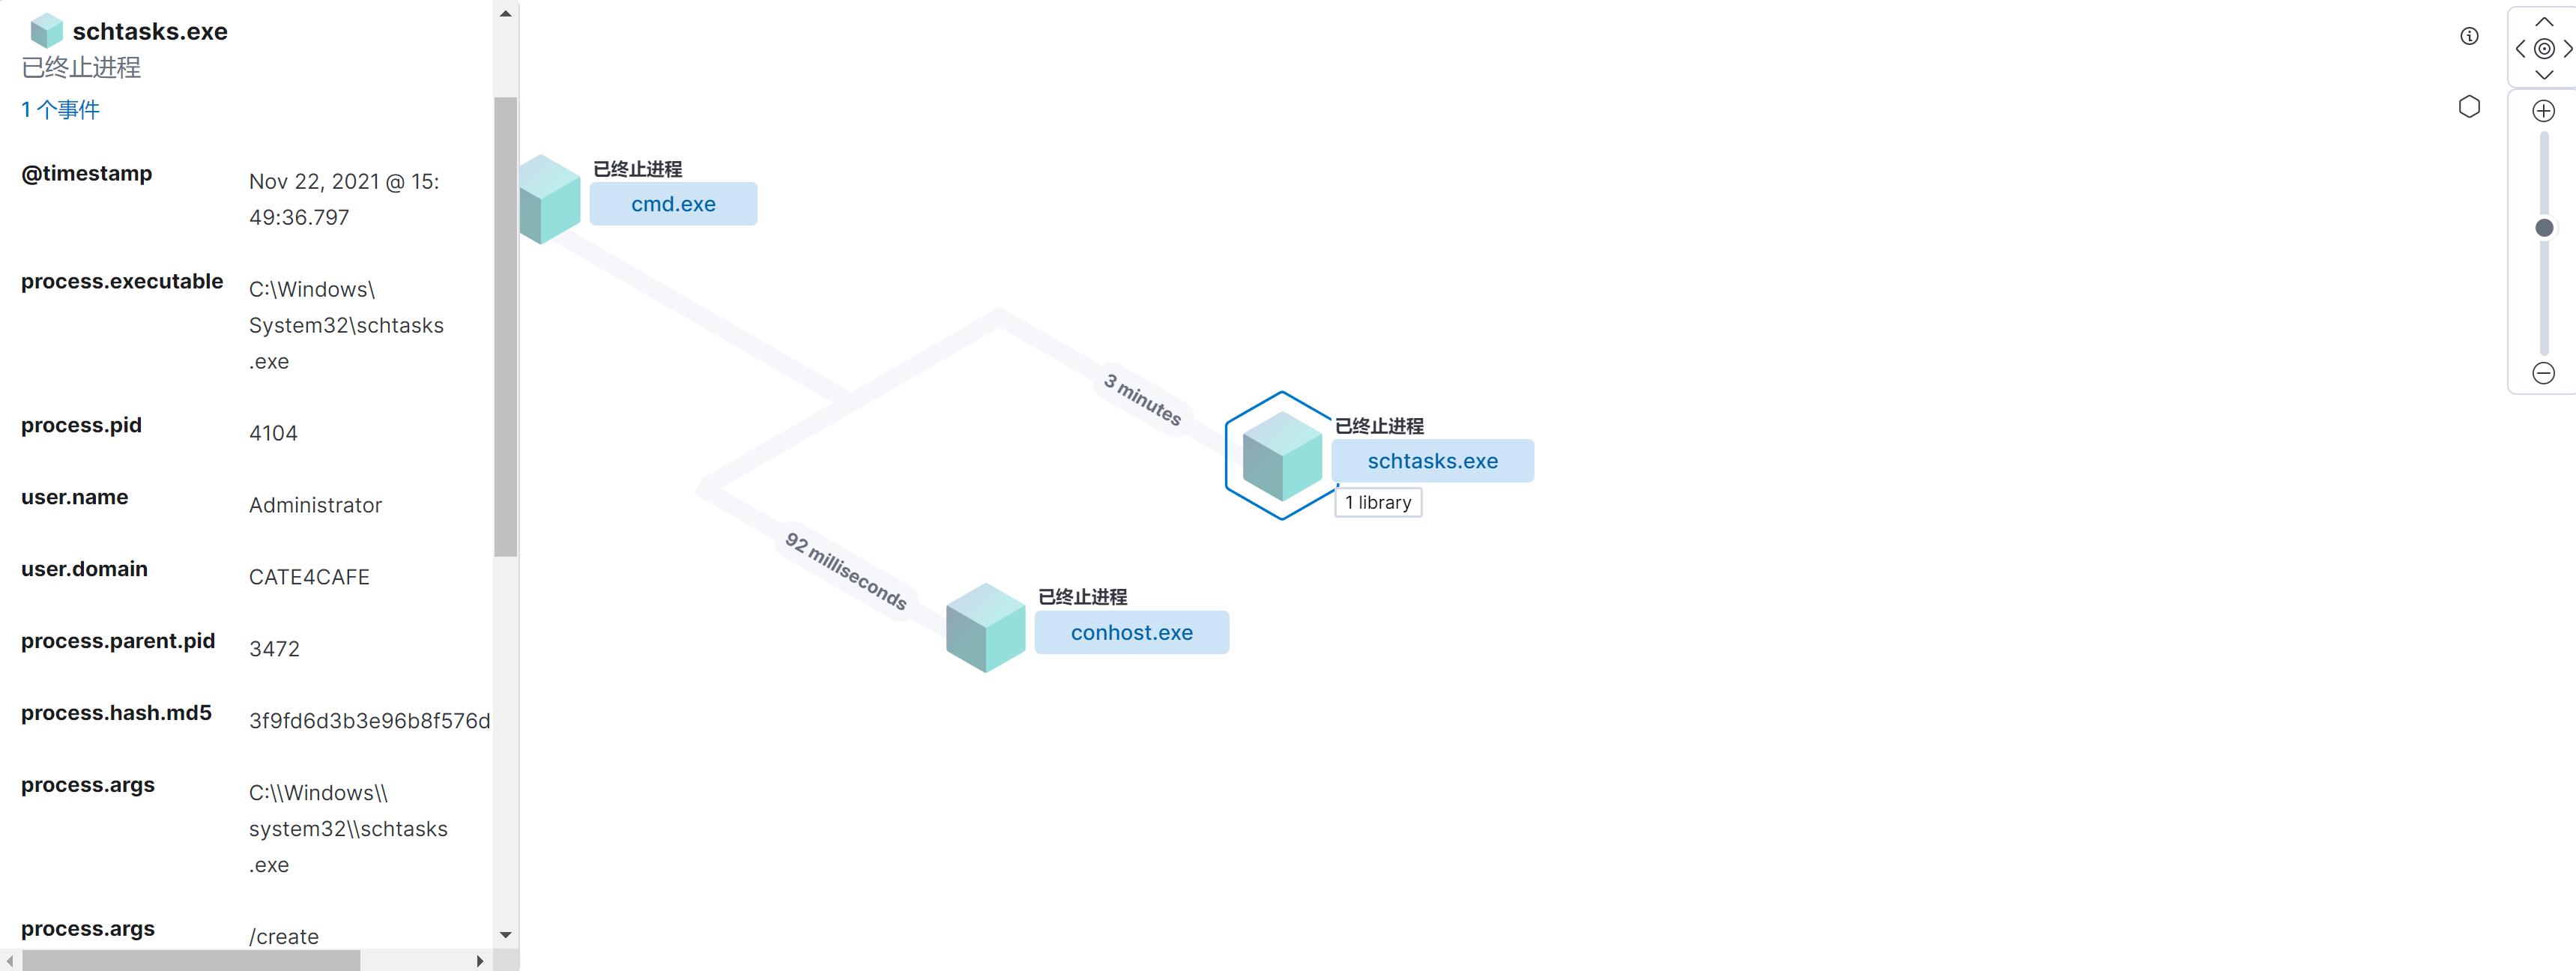 schtasks.exe
已终止进程
1 个事件
@timestamp
Nov 22, 2021 @ 15:
49:36.797
process.executable
C:\Windows\
System32\schtasks
.exe
process.pid
4104
user.name
Administrator
user.domain
CATE4CAFE
process.parent.pid
3472
process.hash.md5
3f9fd6d3b3e96b8f576d
process.args
C:\\Windows\\
system32\\schtasks
.exe
process.args
/create
已终止进程
cmd.exe
3 minutes
已终止进程
schtasks.exe
1 library
92 milliseconds
已终止进程
conhost.exe